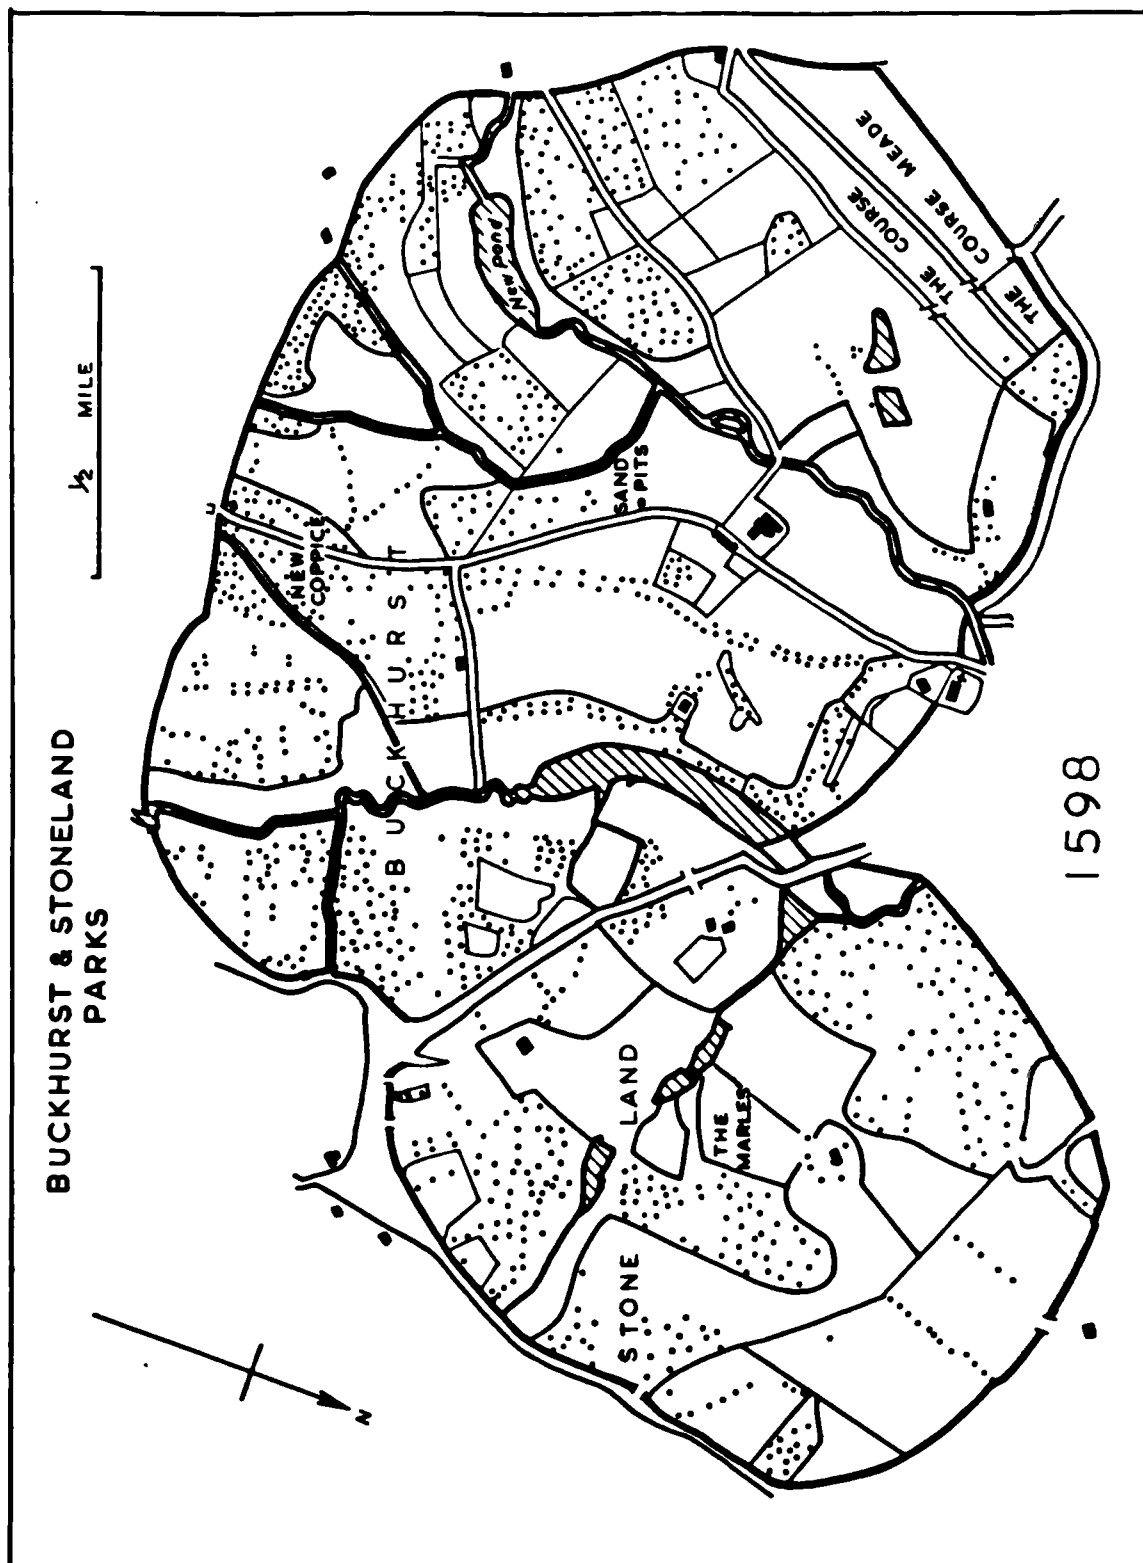 BUCKHURST & STONELAND
PARKS
½ MILE
N
STONE LAND
THE
MARLES
BUCKHURST
NEW
COPPICE
SAND
PITS
New pond
THE COURSE
THE COURSE MEADE
1598